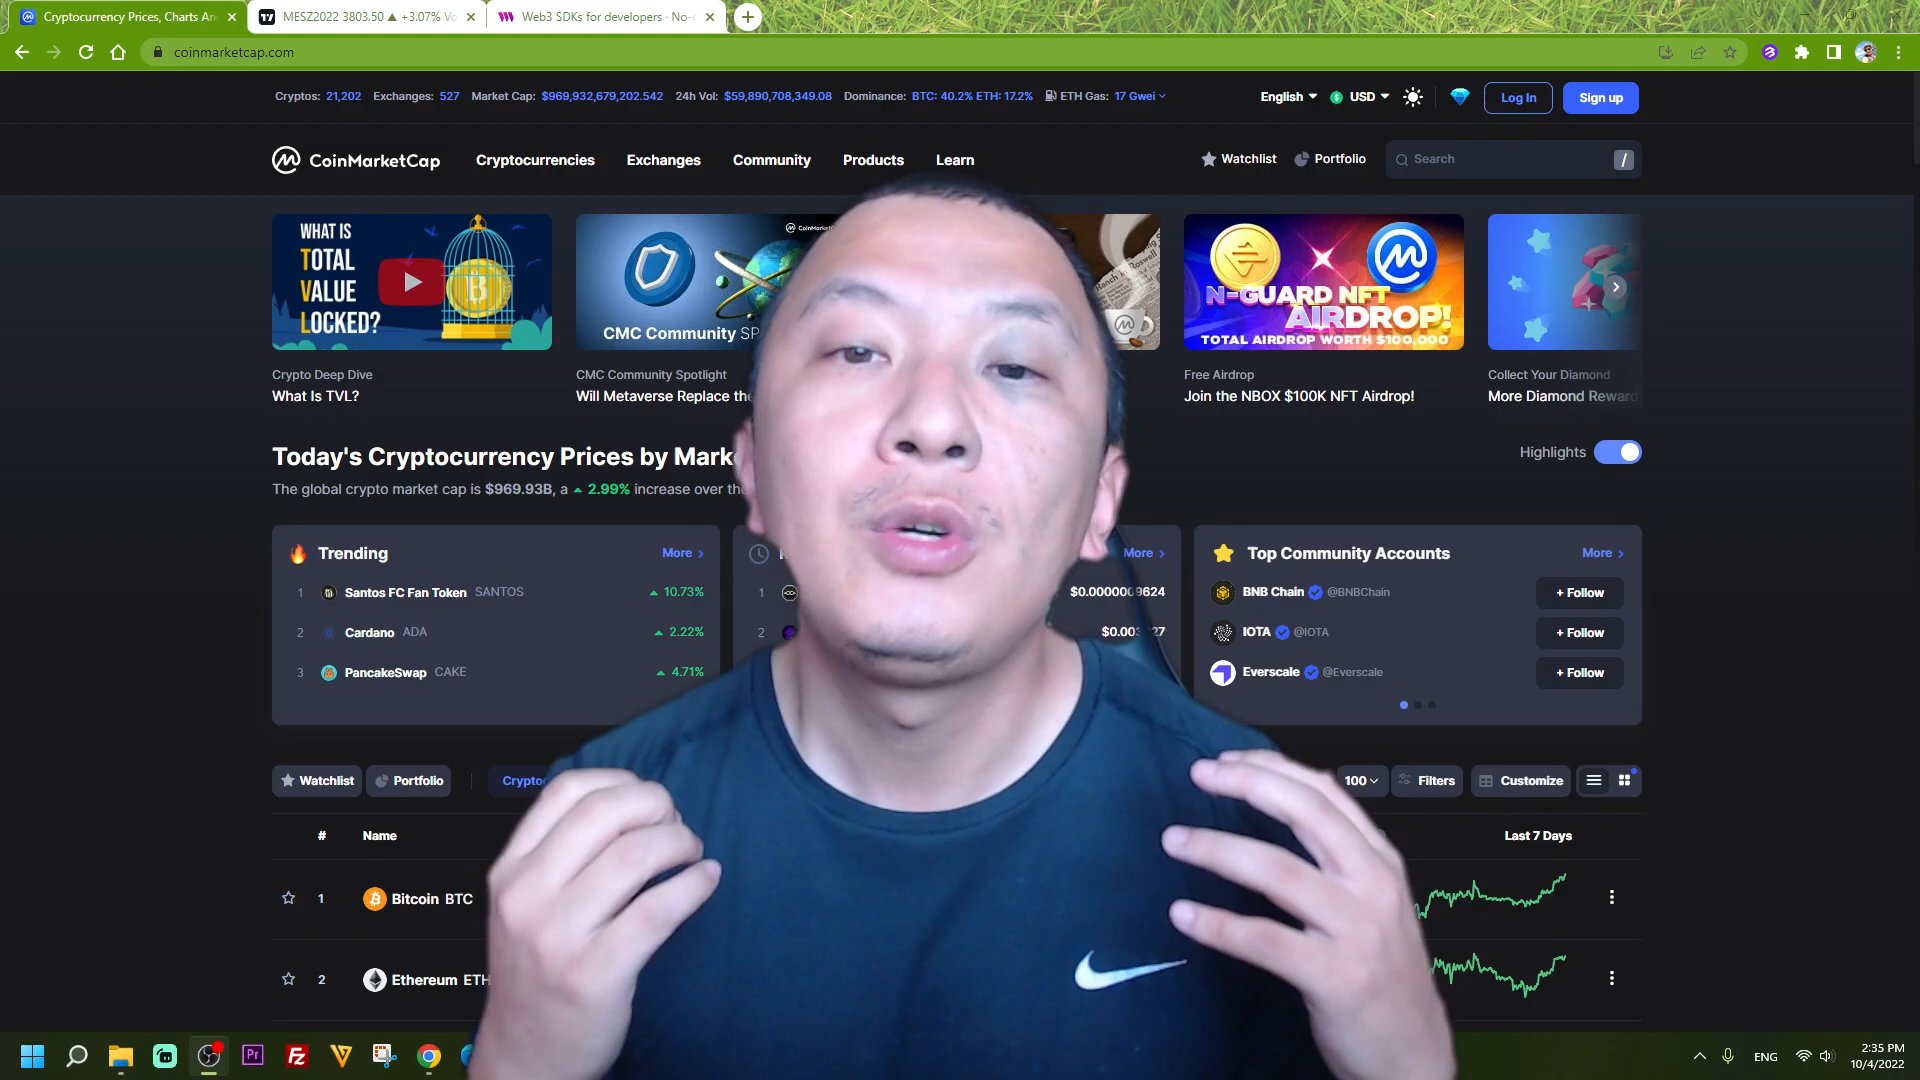 Cryptocurrency Prices, Charts An
MESZ2022 3803.50 ▲ +3.07% Vo
Web3 SDKs for developers · No-
coinmarketcap.com
Cryptos: 21,202 Exchanges: 527 Market Cap: $969,932,679,202.542 24h Vol: $59,890,708,349.08 Dominance: BTC: 40.2% ETH: 17.2% ETH Gas: 17 Gwei
English USD Log In Sign up
CoinMarketCap Cryptocurrencies Exchanges Community Products Learn
Watchlist Portfolio Search /
WHAT IS
TOTAL
VALUE
LOCKED?
CMC Community SP
N-GUARD NFT
AIRDROP!
TOTAL AIRDROP WORTH $100,000
Crypto Deep Dive
What Is TVL?
CMC Community Spotlight
Will Metaverse Replace the
Free Airdrop
Join the NBOX $100K NFT Airdrop!
Collect Your Diamond
More Diamond Reward
Today's Cryptocurrency Prices by Mark
The global crypto market cap is $969.93B, a ▲ 2.99% increase over the
Highlights
Trending More
1 Santos FC Fan Token SANTOS 10.73%
2 Cardano ADA 2.22%
3 PancakeSwap CAKE 4.71%
More
1
2
Top Community Accounts More
BNB Chain @BNBChain + Follow
IOTA @IOTA + Follow
Everscale @Everscale + Follow
Watchlist Portfolio Crypto
100 Filters Customize
# Name Last 7 Days
1 Bitcoin BTC
2 Ethereum ETH
Pr
Fz
ENG
2:35 PM
10/4/2022